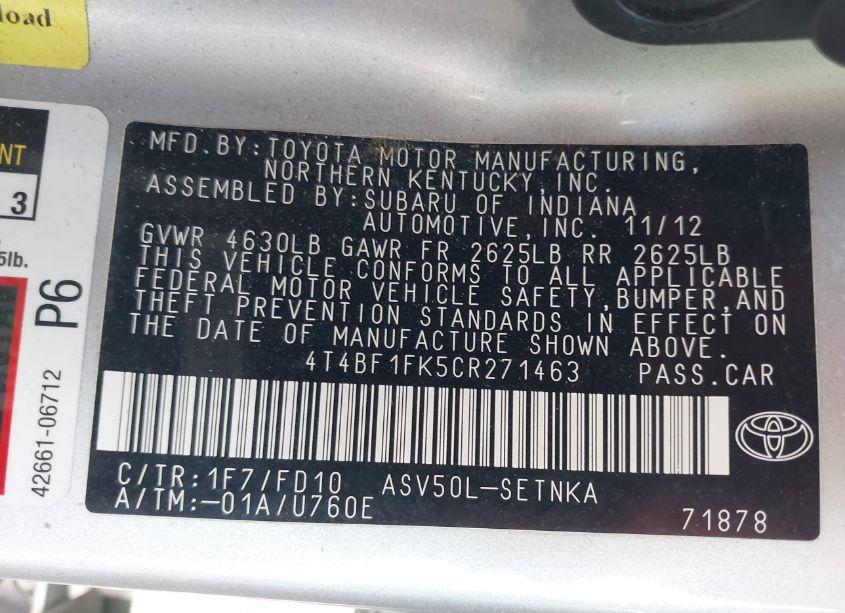 load
NT
3
5lb.
P6
42661-06712
MFD.BY:TOYOTA MOTOR MANUFACTURING,
NORTHERN KENTUCKY,INC.
ASSEMBLED BY:SUBARU OF INDIANA
AUTOMOTIVE,INC. 11/12
GVWR 4630LB GAWR FR 2625LB RR 2625LB
THIS VEHICLE CONFORMS TO ALL APPLICABLE
FEDERAL MOTOR VEHICLE SAFETY,BUMPER,AND
THEFT PREVENTION STANDARDS IN EFFECT ON
THE DATE OF MANUFACTURE SHOWN ABOVE.
4T4BF1FK5CR271463 PASS.CAR
C/TR:1F7/FD10 ASV50L-SETNKA
A/TM:-01A/U760E
71878